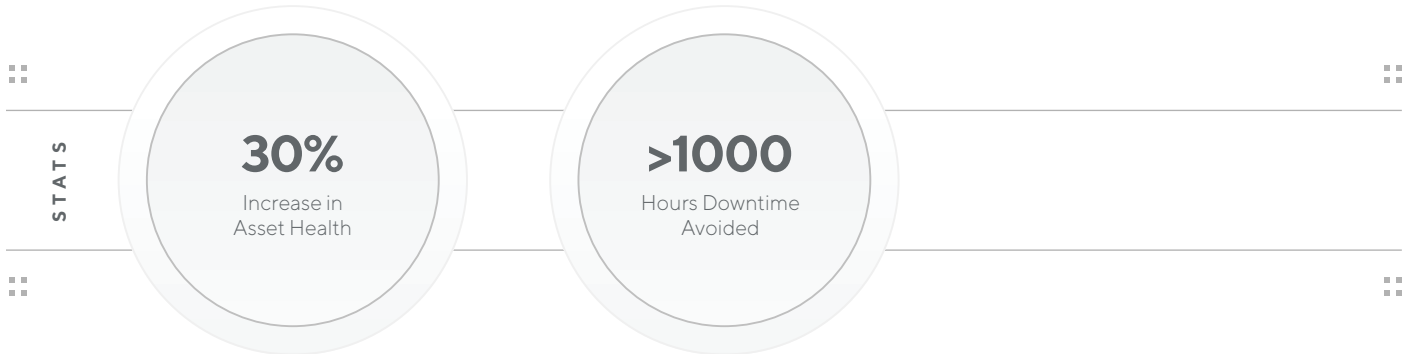 STATS
30%
Increase in
Asset Health
>1000
Hours Downtime
Avoided